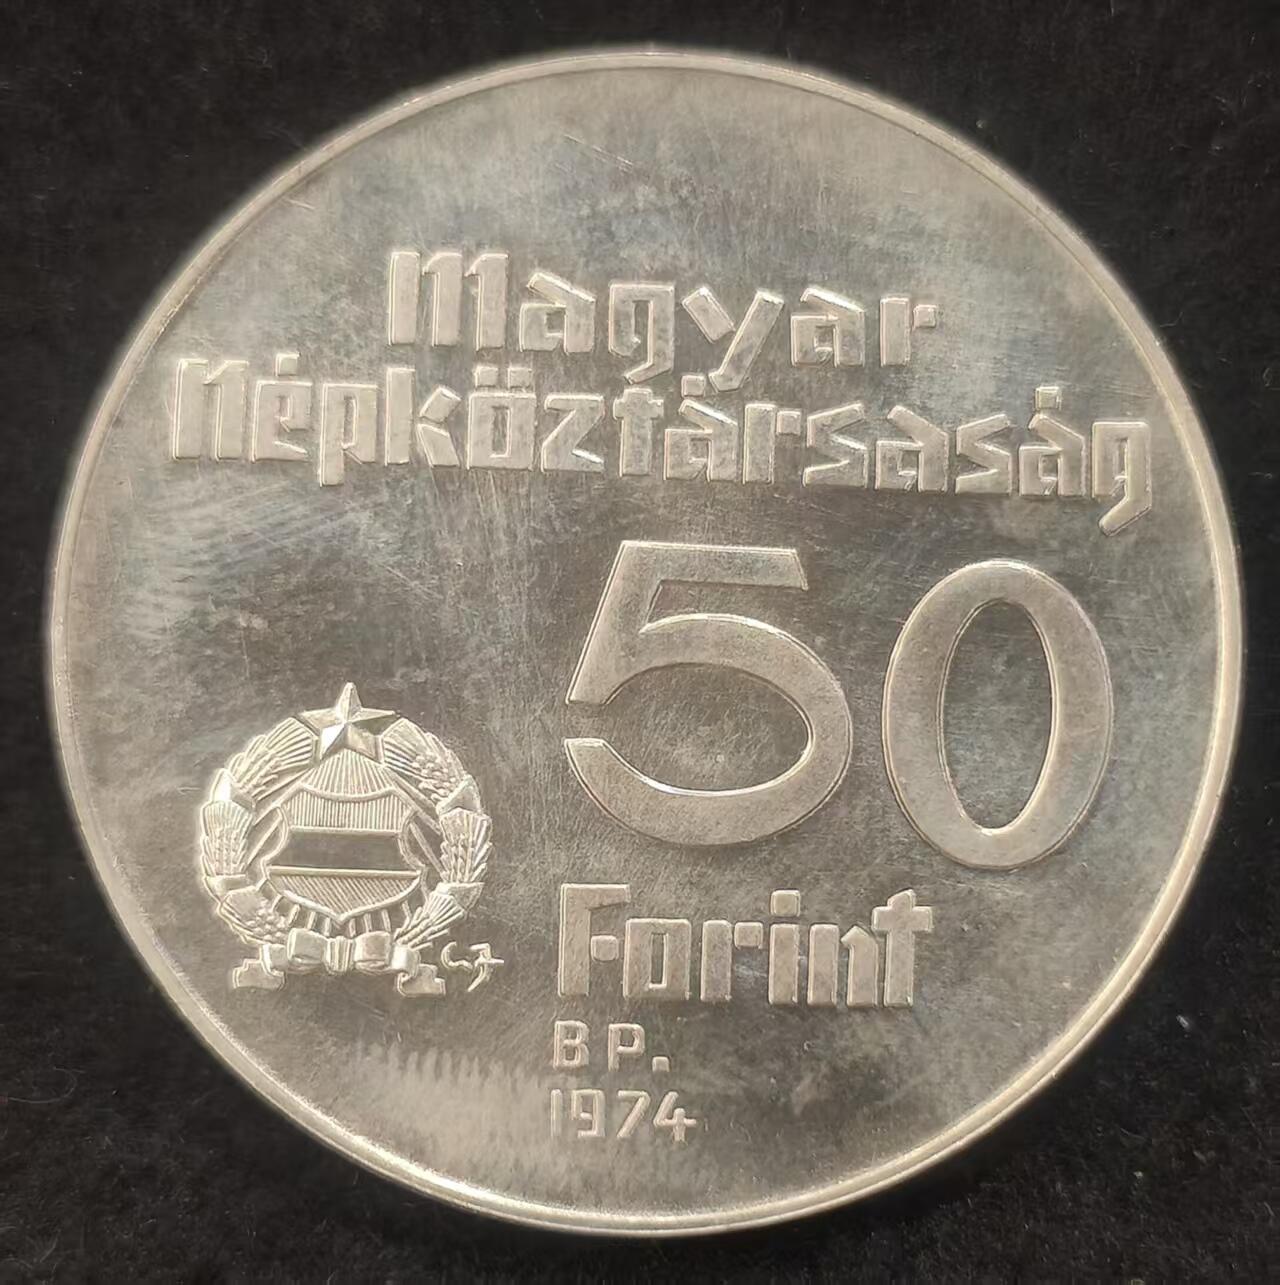 Magyar
Népköztársaság
50
Forint
BP.
1974